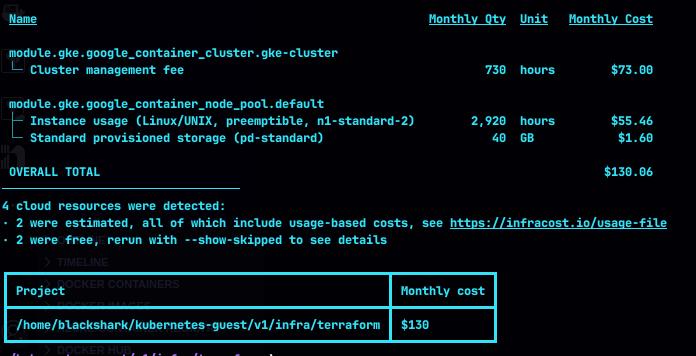 Name Monthly Qty Unit Monthly Cost
module.gke.google_container_cluster.gke-cluster
└─ Cluster management fee 730 hours $73.00
module.gke.google_container_node_pool.default
├─ Instance usage (Linux/UNIX, preemptible, n1-standard-2) 2,920 hours $55.46
└─ Standard provisioned storage (pd-standard) 40 GB $1.60
OVERALL TOTAL $130.06
4 cloud resources were detected:
· 2 were estimated, all of which include usage-based costs, see https://infracost.io/usage-file
· 2 were free, rerun with --show-skipped to see details
TIMELINE
DOCKER CONTAINERS
Project Monthly cost
DOCKER IMAGES
/home/blackshark/kubernetes-guest/v1/infra/terraform $130
DOCKER HUB